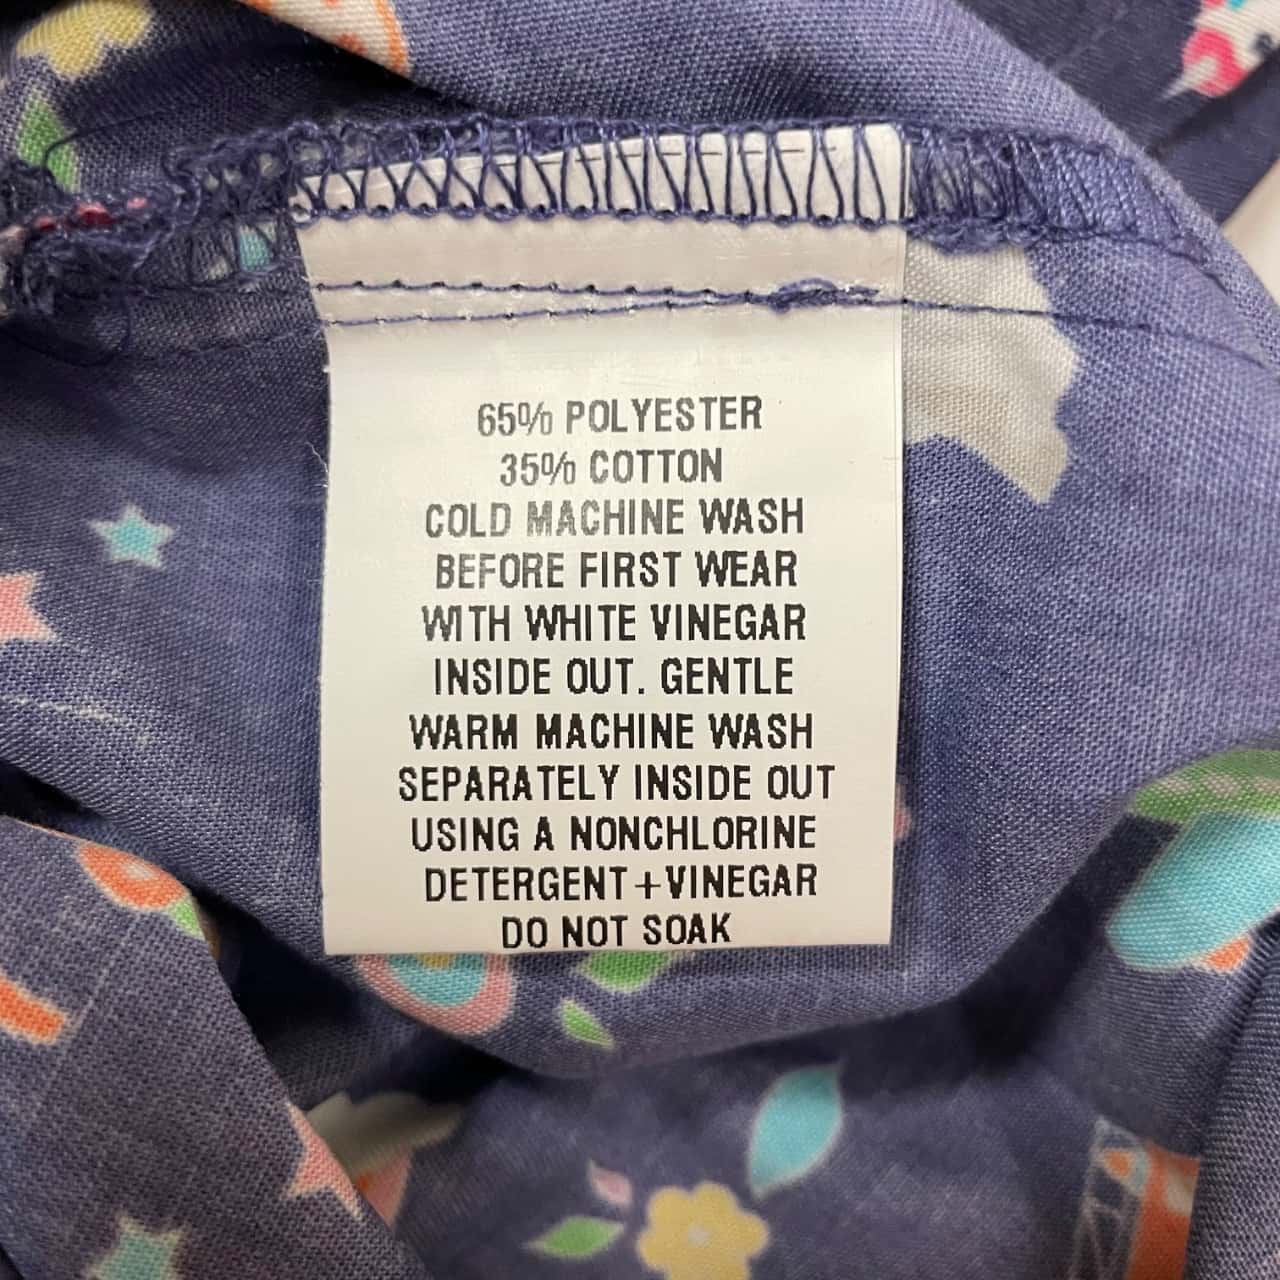 65% POLYESTER
35% COTTON
COLD MACHINE WASH
BEFORE FIRST WEAR
WITH WHITE VINEGAR
INSIDE OUT. GENTLE
WARM MACHINE WASH
SEPARATELY INSIDE OUT
USING A NONCHLORINE
DETERGENT+VINEGAR
DO NOT SOAK